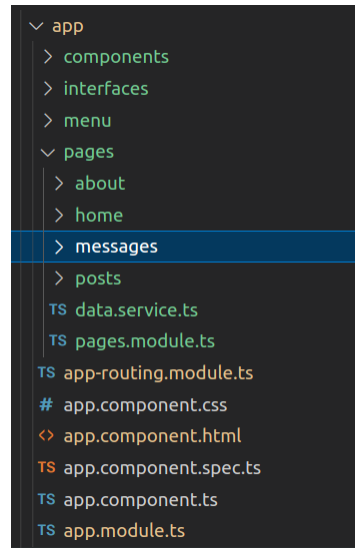 app
components
interfaces
menu
pages
about
home
messages
posts
TS data.service.ts
TS pages.module.ts
TS app-routing.module.ts
# app.component.css
<> app.component.html
TS app.component.spec.ts
TS app.component.ts
TS app.module.ts